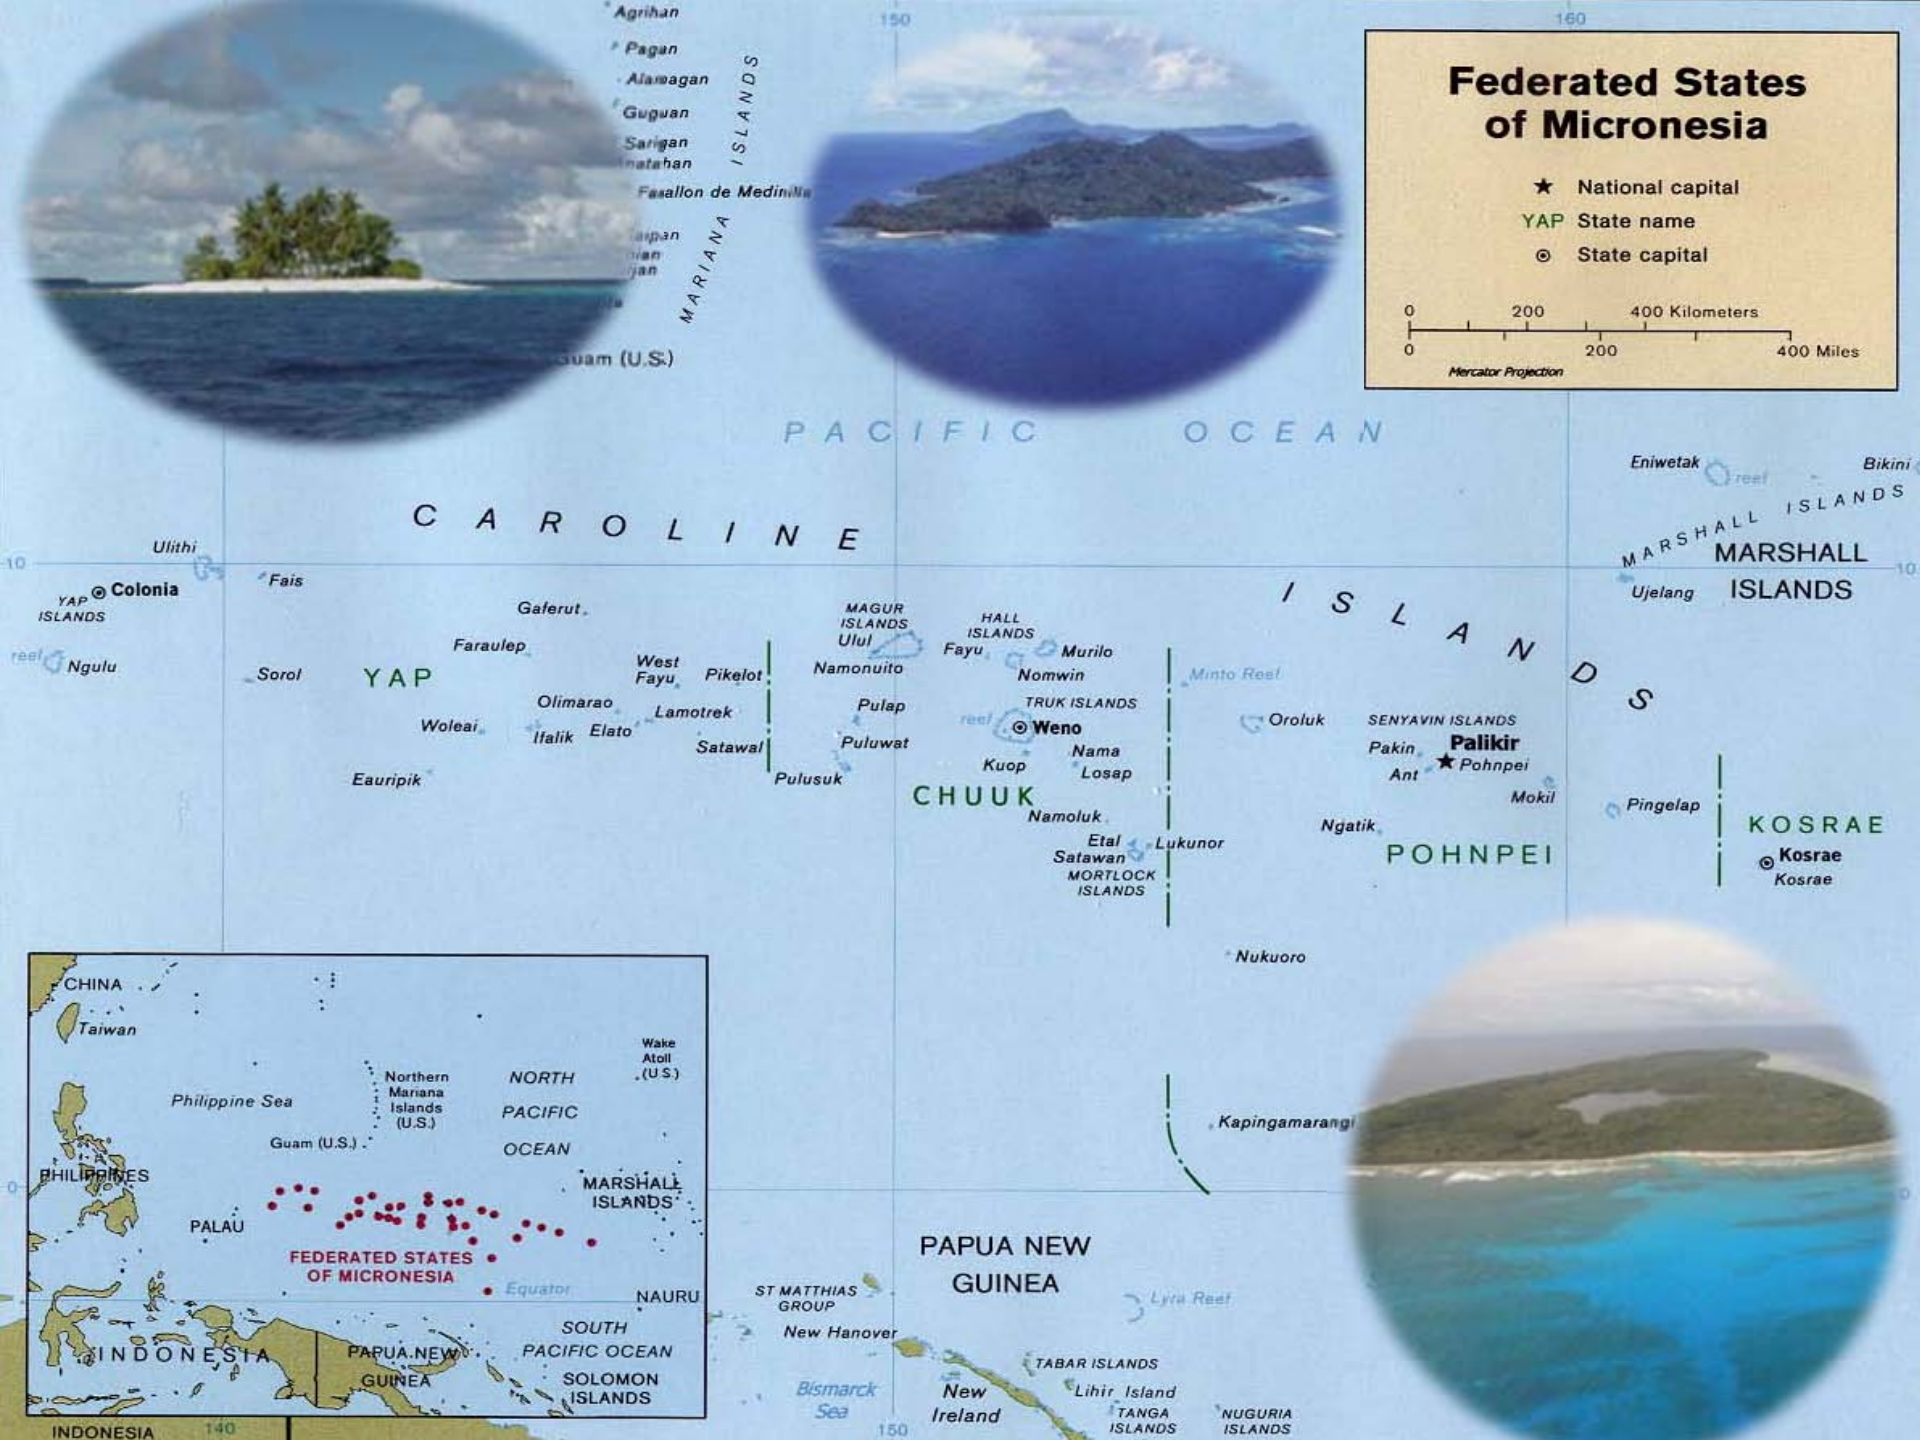 Agrihan
Pagan
Alamagan
Guguan
Sarigan
MARIANA ISLANDS
Guam (U.S.)
150
160
Federated States
of Micronesia
National capital
YAP State name
State capital
0 200 400 Kilometers
0 200 400 Miles
Mercator Projection
PACIFIC OCEAN
Eniwetak
reef
Bikini
MARSHALL ISLANDS
MARSHALL
ISLANDS
Ujelang
CAROLINE ISLANDS
10
10
Ulithi
Fais
Colonia
YAP
ISLANDS
reef
Ngulu
Sorol
YAP
Gaferut
Faraulep
West
Fayu
Pikelot
Olimarao
Lamotrek
Woleai
Ifalik
Elato
Satawal
Eauripik
MAGUR
ISLANDS
Ulul
Namonuito
HALL
ISLANDS
Fayu
Murilo
Nomwin
Pulap
TRUK ISLANDS
reef
Weno
Puluwat
Nama
Kuop
Losap
Pulusuk
CHUUK
Namoluk
Etal
Lukunor
Satawan
MORTLOCK
ISLANDS
Minto Reef
Oroluk
SENYAVIN ISLANDS
Pakin
Palikir
Ant
Pohnpei
Mokil
Pingelap
Ngatik
POHNPEI
KOSRAE
Kosrae
Kosrae
Nukuoro
Kapingamarangi
0
0
CHINA
Taiwan
Wake
Atoll
(U.S.)
Northern
Mariana
Islands
(U.S.)
NORTH
PACIFIC
OCEAN
Philippine Sea
Guam (U.S.)
PHILIPPINES
MARSHALL
ISLANDS
PALAU
FEDERATED STATES
OF MICRONESIA
Equator
NAURU
SOUTH
PACIFIC OCEAN
INDONESIA
PAPUA NEW
GUINEA
SOLOMON
ISLANDS
INDONESIA
140
PAPUA NEW
GUINEA
ST MATTHIAS
GROUP
New Hanover
Lyra Reef
TABAR ISLANDS
Bismarck
Sea
New
Ireland
Lihir Island
TANGA
ISLANDS
NUGURIA
ISLANDS
150